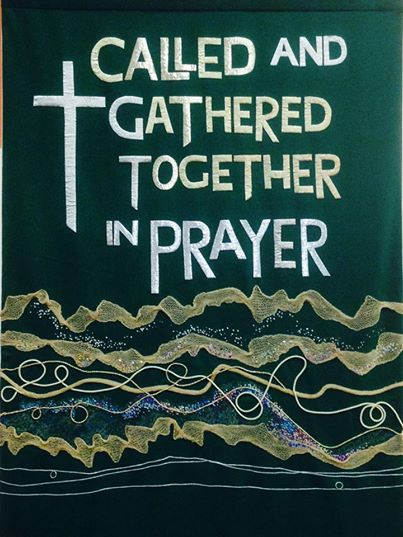 CALLED AND
GATHERED
TOGETHER
IN PRAYER